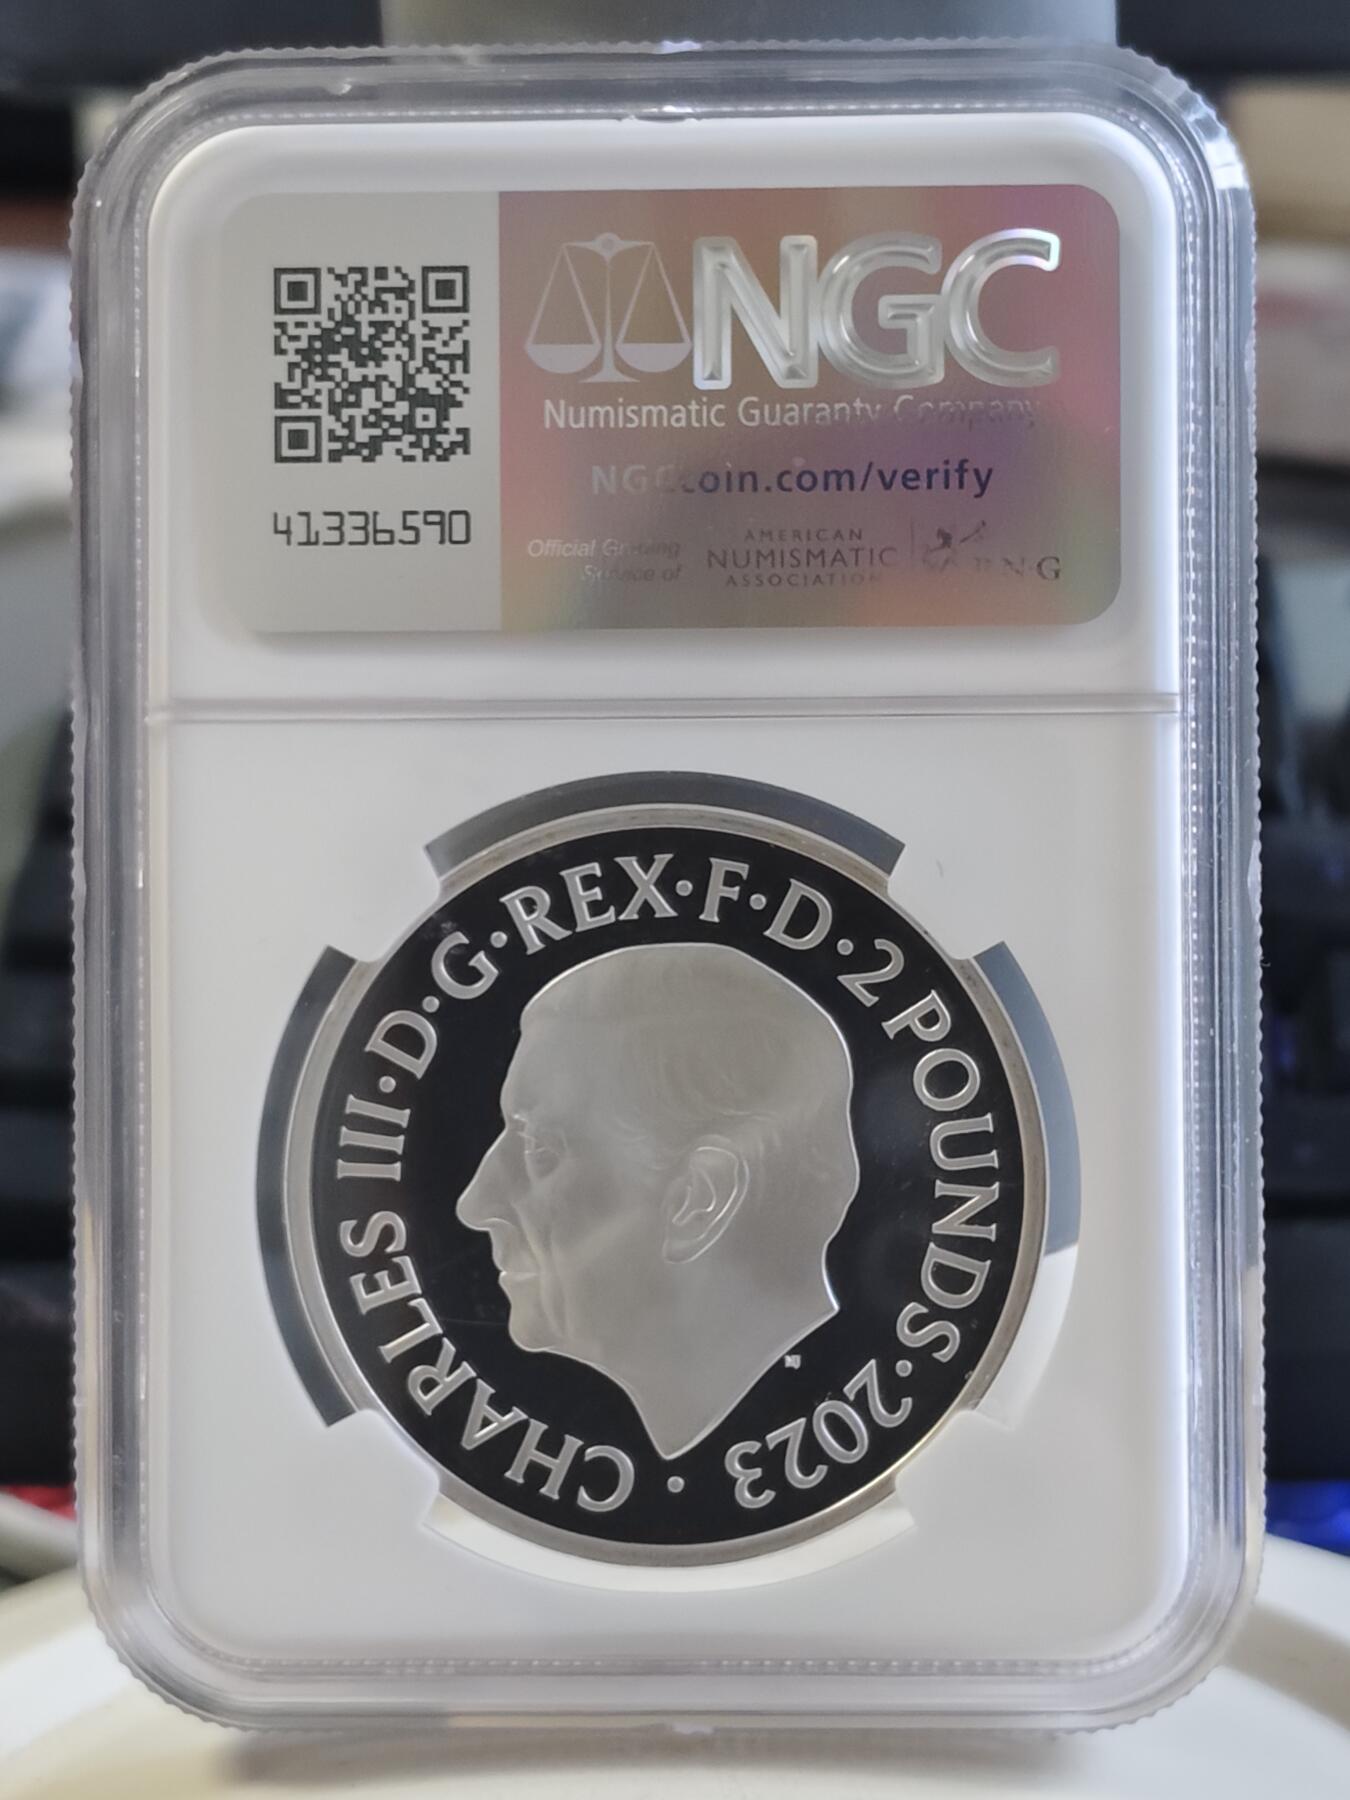 NGC
Numismatic Guaranty Company
NGCcoin.com/verify
41336590
Official Grading
Service of
AMERICAN
NUMISMATIC
ASSOCIATION
P·N·G
CHARLES III·D·G·REX·F·D·2 POUNDS·2023·
MJ